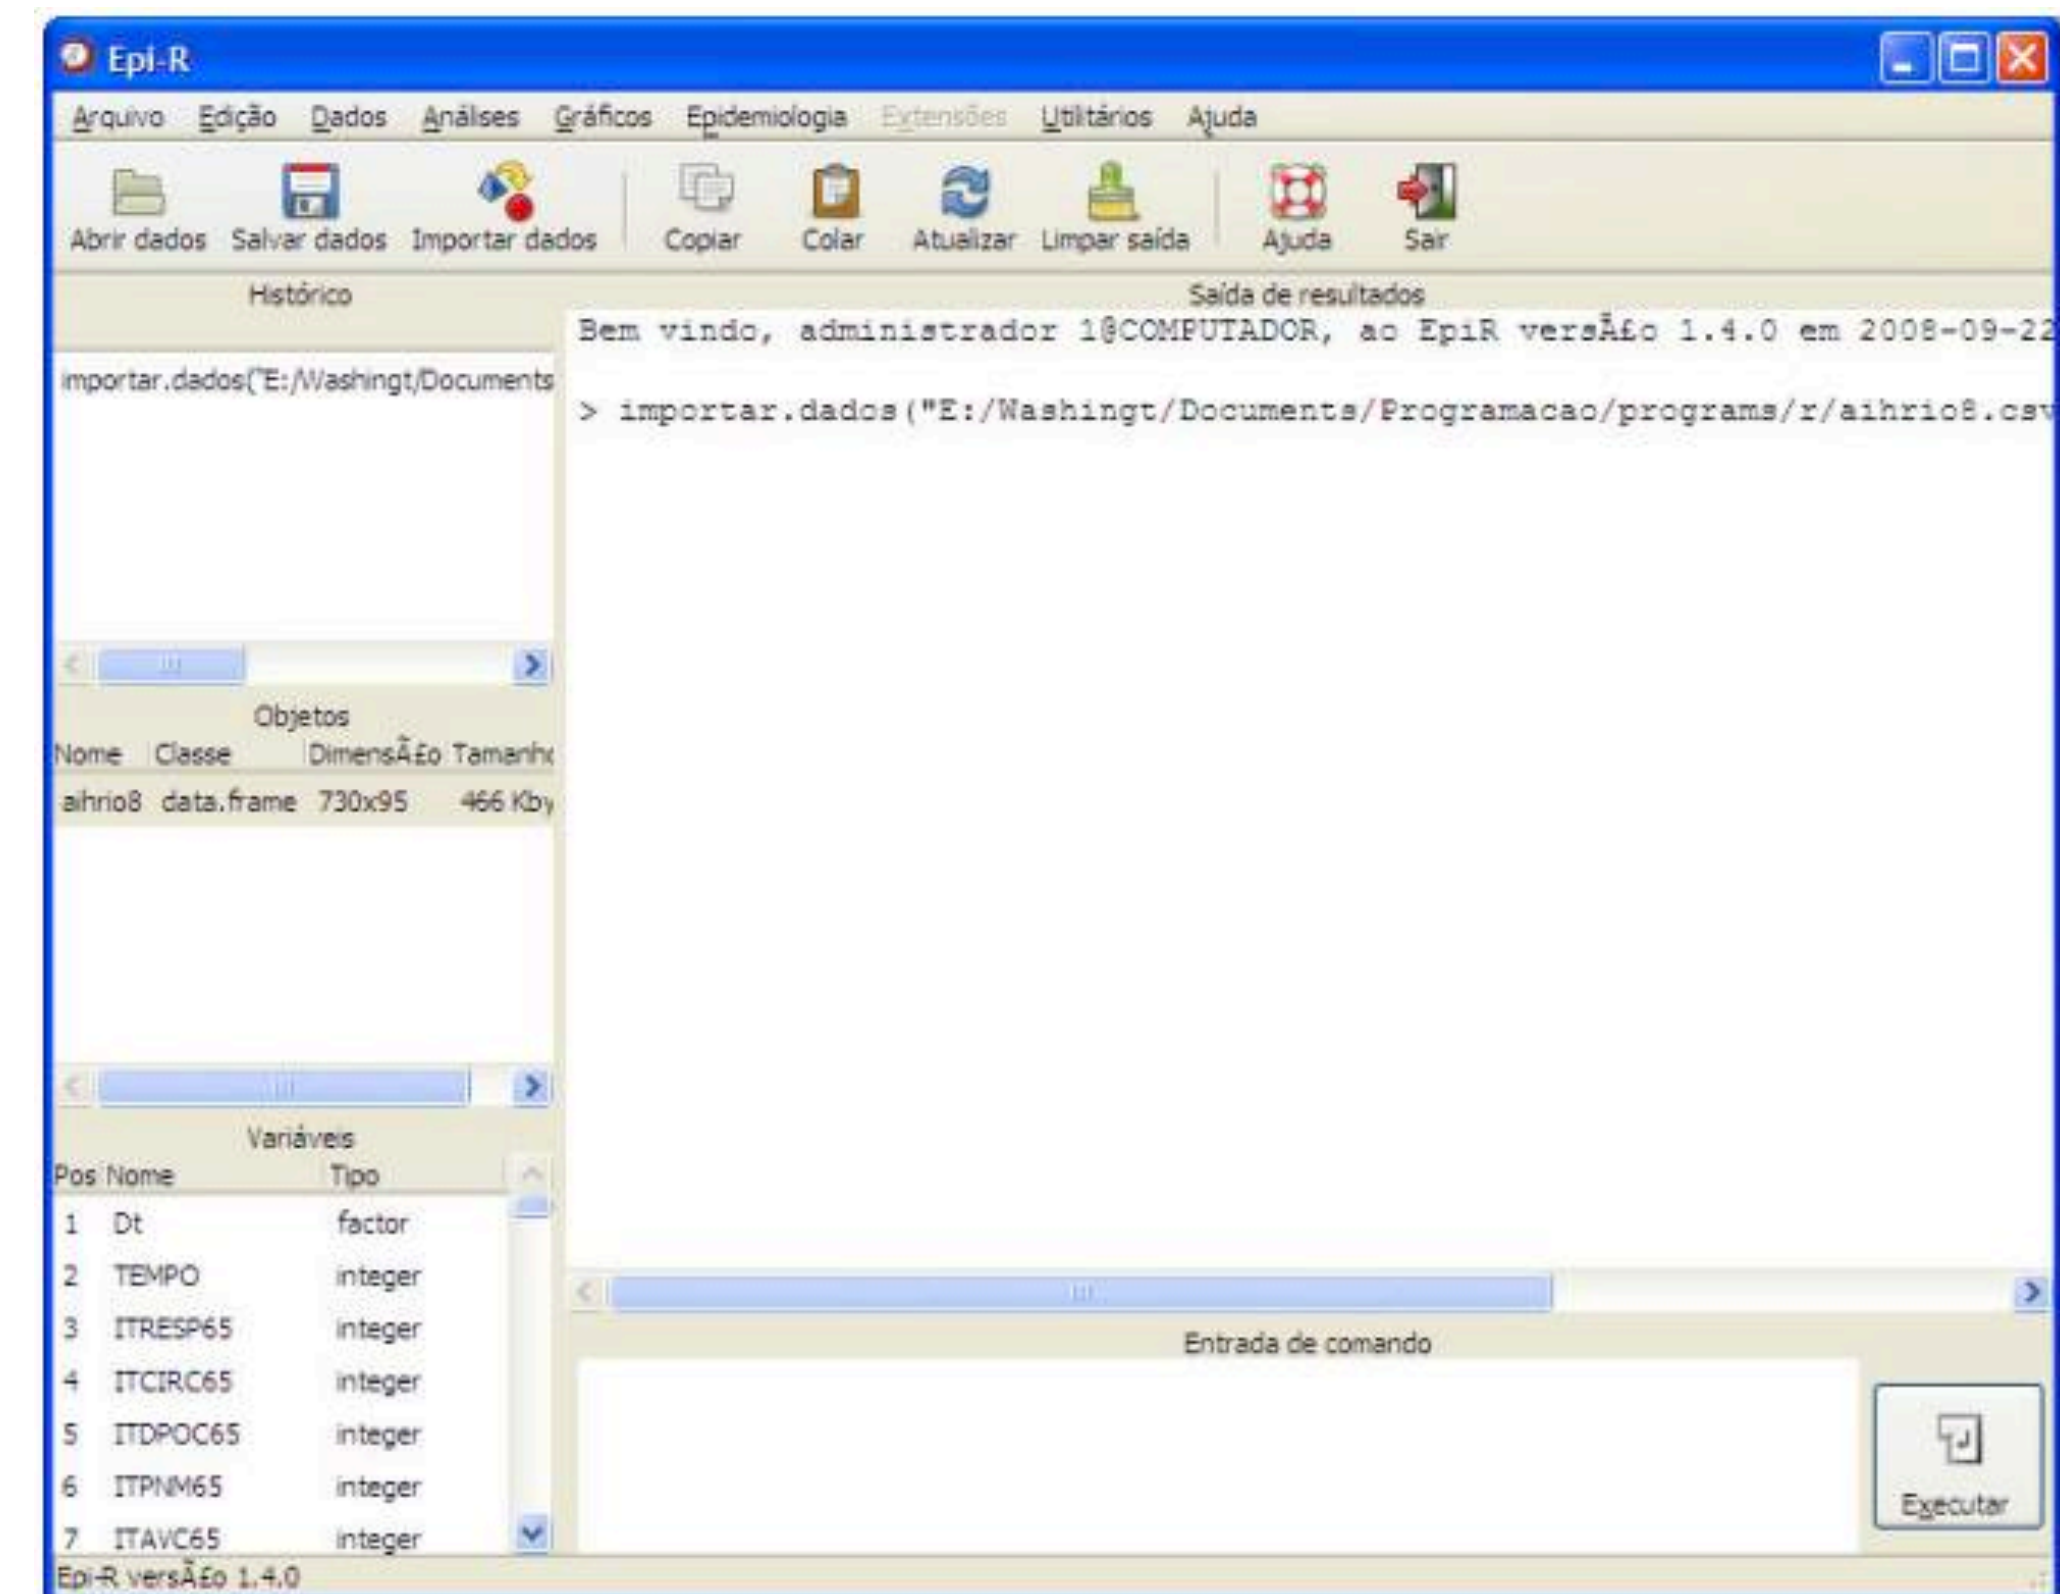 Epi-R
Arquivo Edição Dados Análises Gráficos Epidemiologia Extensões Utilitários Ajuda
Abrir dados Salvar dados Importar dados Copiar Colar Atualizar Limpar saída Ajuda Sair
Histórico
importar.dados("E:/Washingt/Documents
Objetos
Nome Classe DimensÃ£o Tamanho
aihrio8 data.frame 730x95 466 Kby
Variáveis
Pos Nome Tipo
1 Dt factor
2 TEMPO integer
3 ITRESP65 integer
4 ITCIRC65 integer
5 ITDPOC65 integer
6 ITPNM65 integer
7 ITAVC65 integer
Saída de resultados
Bem vindo, administrador 1@COMPUTADOR, ao EpiR versÃ£o 1.4.0 em 2008-09-22
> importar.dados("E:/Washingt/Documents/Programacao/programs/r/aihrio8.csv
Entrada de comando
Executar
Epi-R versÃ£o 1.4.0